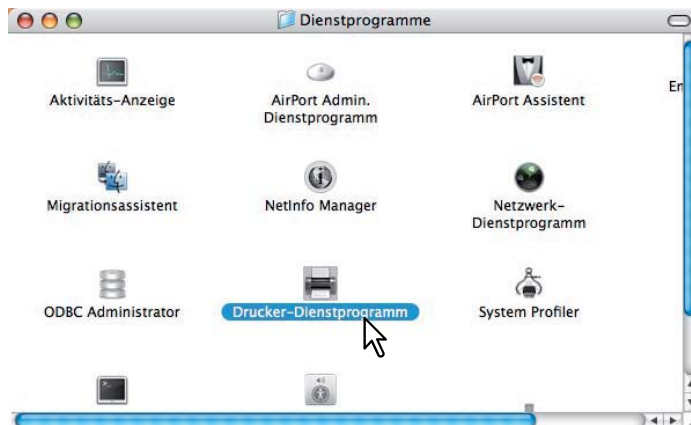 Dienstprogramme
Aktivitäts-Anzeige
AirPort Admin.
Dienstprogramm
AirPort Assistent
Migrationsassistent
NetInfo Manager
Netzwerk-
Dienstprogramm
ODBC Administrator
Drucker-Dienstprogramm
System Profiler